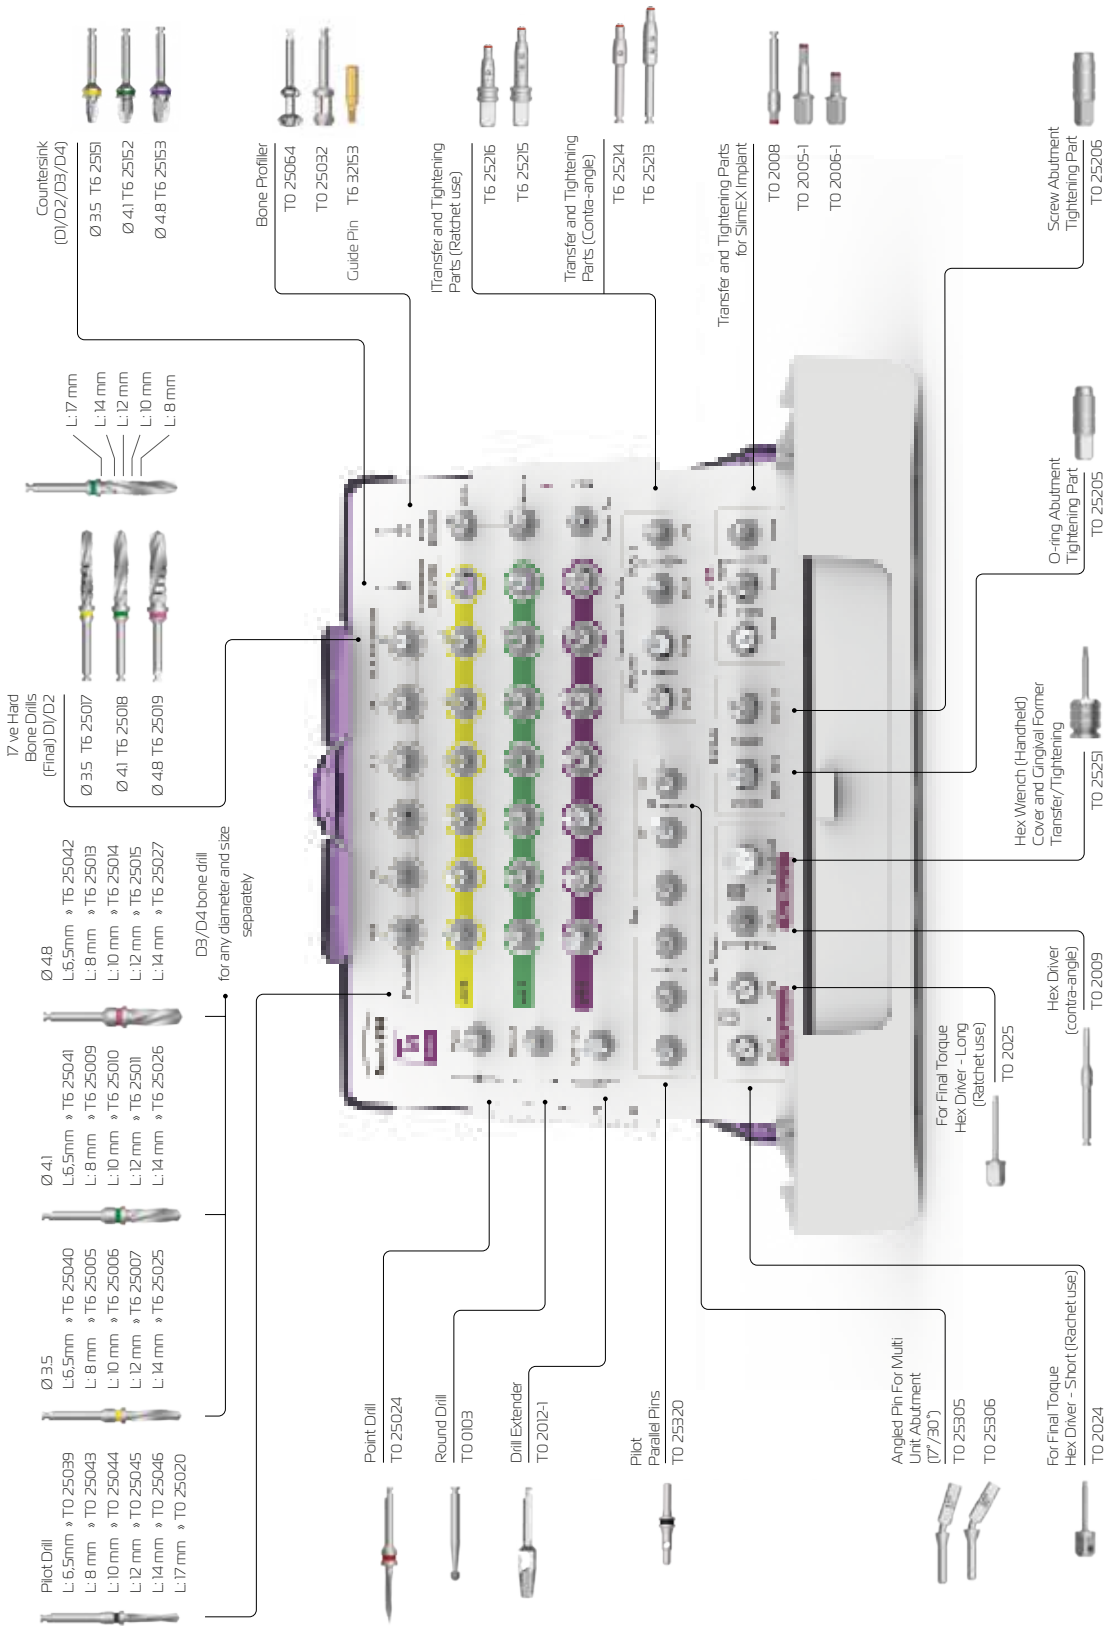 Pilot Drill
L: 6,5mm » T0 25039
L: 8 mm » T0 25043
L: 10 mm » T0 25044
L: 12 mm » T0 25045
L: 14 mm » T0 25046
L: 17 mm » T0 25020
Ø 3.5
L:6,5mm » T6 25040
L: 8 mm » T6 25005
L: 10 mm » T6 25006
L: 12 mm » T6 25007
L: 14 mm » T6 25025
Ø 4.1
L:6,5mm » T6 25041
L: 8 mm » T6 25009
L: 10 mm » T6 25010
L: 12 mm » T6 25011
L: 14 mm » T6 25026
Ø 4.8
L:6,5mm » T6 25042
L: 8 mm » T6 25013
L: 10 mm » T6 25014
L: 12 mm » T6 25015
L: 14 mm » T6 25027
D3/D4 bone drill
for any diameter and size
separately
17 ve Hard
Bone Drills
(Final) D1/D2
Ø 3.5 T6 25017
Ø 4.1 T6 25018
Ø 4.8 T6 25019
L: 17 mm
L: 14 mm
L: 12 mm
L: 10 mm
L: 8 mm
Countersink
(D1/D2/D3/D4)
Ø 3.5 T6 25151
Ø 4.1 T6 25152
Ø 4.8 T6 25153
Bone Profiller
T0 25064
T0 25032
Guide Pin T6 32153
ITransfer and Tightening
Parts (Ratchet use)
T6 25216
T6 25215
Transfer and Tightening
Parts (Contra-angle)
T6 25214
T6 25213
Transfer and Tightening Parts
for SlimEX Implant
T0 2008
T0 2005-1
T0 2006-1
Screw Abutment
Tightening Part
T0 25206
O-ring Abutment
Tightening Part
T0 25205
Hex Wrench (Handheld)
Cover and Gingival Former
Transfer/Tightening
T0 25251
Hex Driver
(contra-angle)
T0 2009
For Final Torque
Hex Driver - Long
(Ratchet use)
T0 2025
Point Drill
T0 25024
Round Drill
T0 0103
Drill Extender
T0 2012-1
Pilot
Parallel Pins
T0 25320
Angled Pin For Multi
Unit Abutment
(17°/30°)
T0 25305
T0 25306
For Final Torque
Hex Driver - Short (Rachet use)
T0 2024